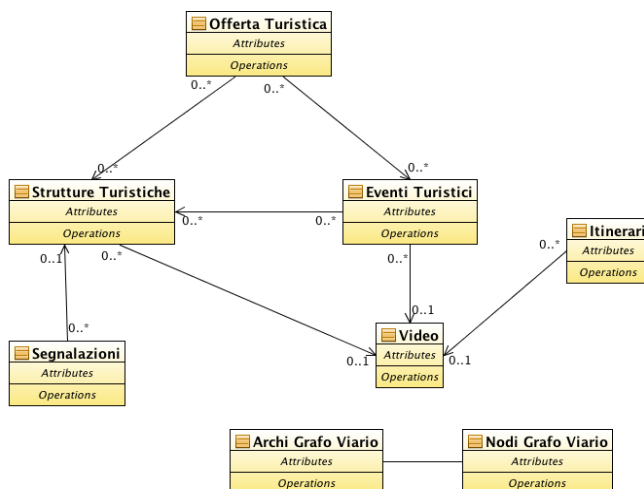 Offerta Turistica
Attributes
Operations
0..*
0..*
0..*
0..*
Strutture Turistiche
Attributes
Operations
Eventi Turistici
Attributes
Operations
0..*
0..*
0..1
0..*
0..*
0..*
Itinerari
Attributes
Operations
0..*
0..1
Video
Attributes
Operations
0..1
0..1
Segnalazioni
Attributes
Operations
Archi Grafo Viario
Attributes
Operations
Nodi Grafo Viario
Attributes
Operations